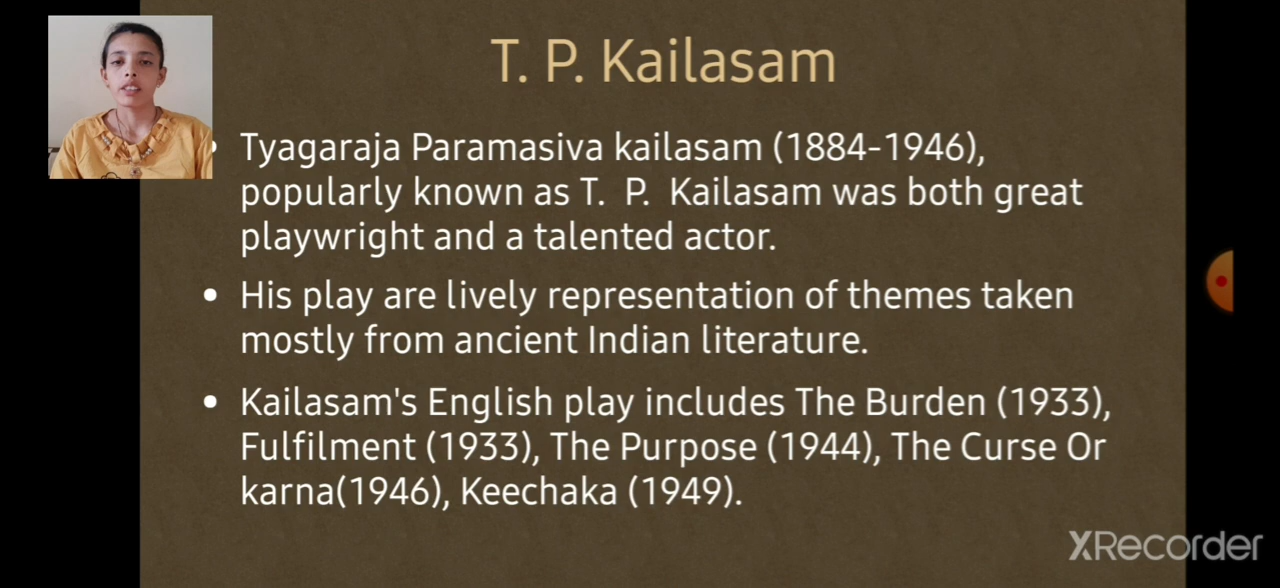 T. P. Kailasam
• Tyagaraja Paramasiva kailasam (1884-1946),
popularly known as T. P. Kailasam was both great
playwright and a talented actor.
• His play are lively representation of themes taken
mostly from ancient Indian literature.
• Kailasam's English play includes The Burden (1933),
Fulfilment (1933), The Purpose (1944), The Curse Or
karna(1946), Keechaka (1949).
XRecorder